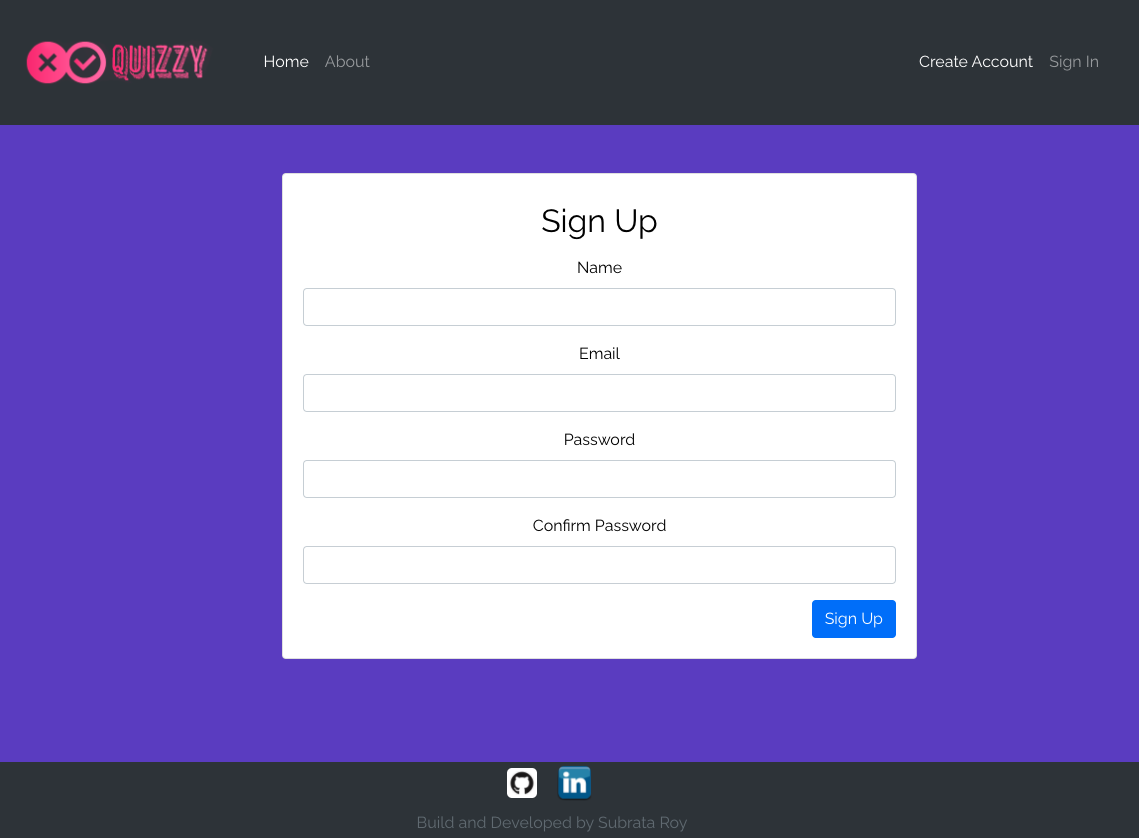 QUIZZY Home About Create Account Sign In
Sign Up
Name
Email
Password
Confirm Password
Sign Up
in
Build and Developed by Subrata Roy